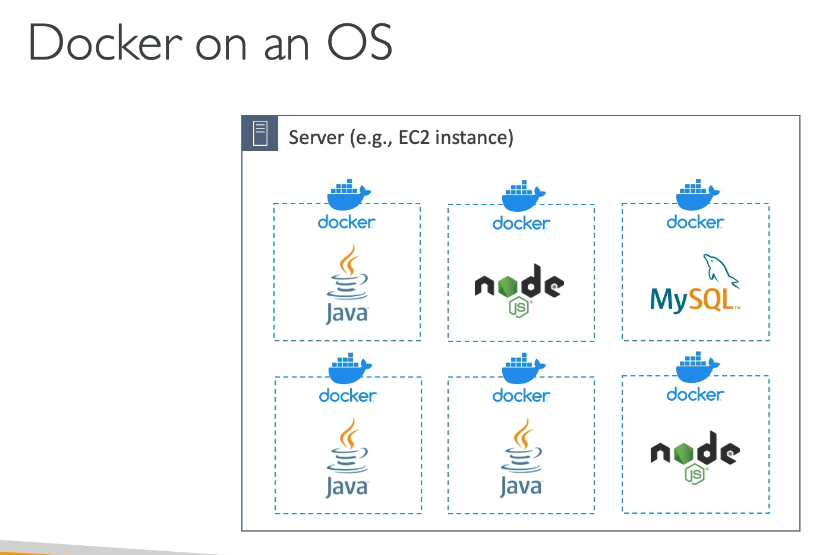 Docker on an OS
Server (e.g., EC2 instance)
docker
docker
docker
Java
node
JS
MySQL™
docker
docker
docker
Java
Java
node
JS